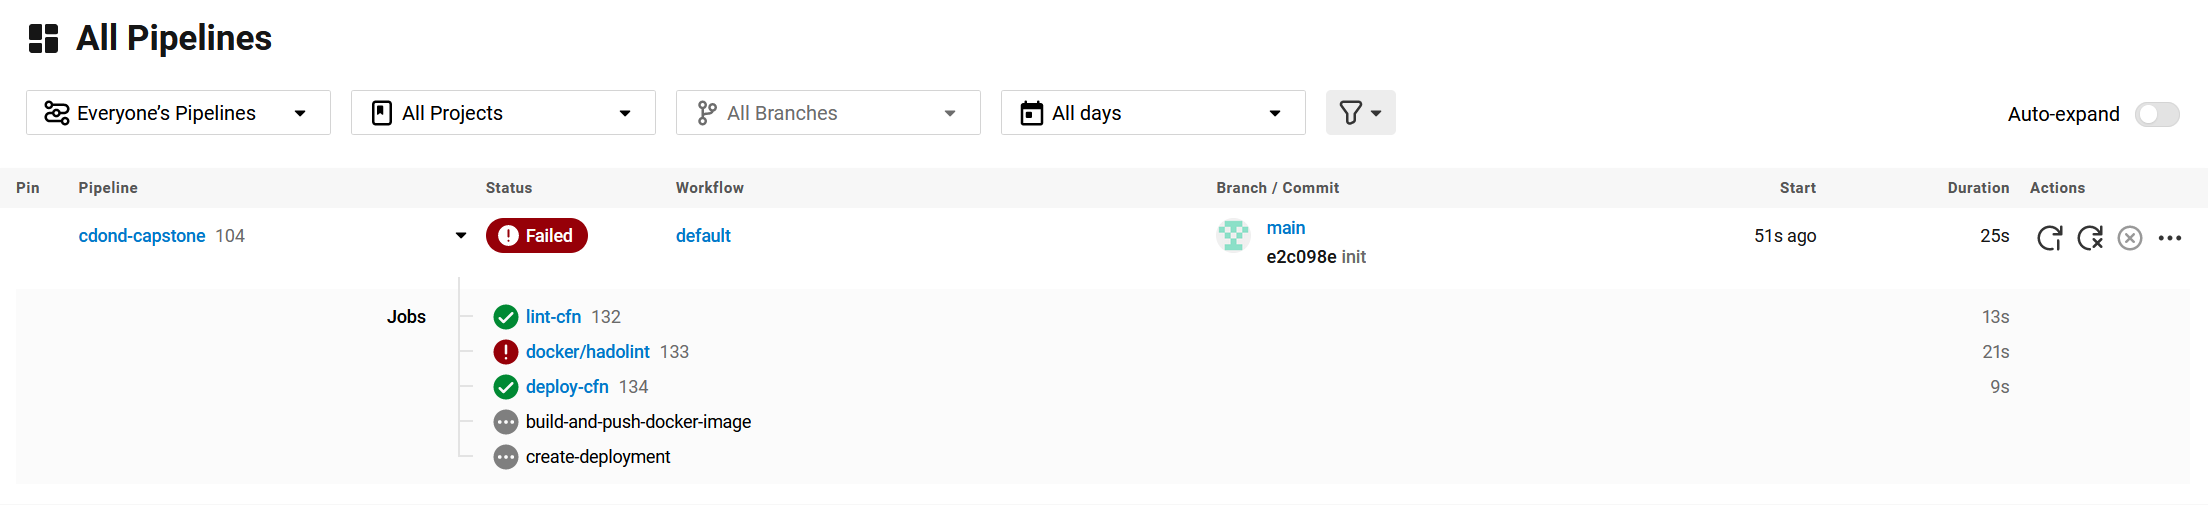 All Pipelines
Everyone’s Pipelines All Projects All Branches All days Auto-expand
Pin Pipeline Status Workflow Branch / Commit Start Duration Actions
cdond-capstone 104 Failed default main 51s ago 25s
e2c098e init
Jobs lint-cfn 132 13s
docker/hadolint 133 21s
deploy-cfn 134 9s
build-and-push-docker-image
create-deployment